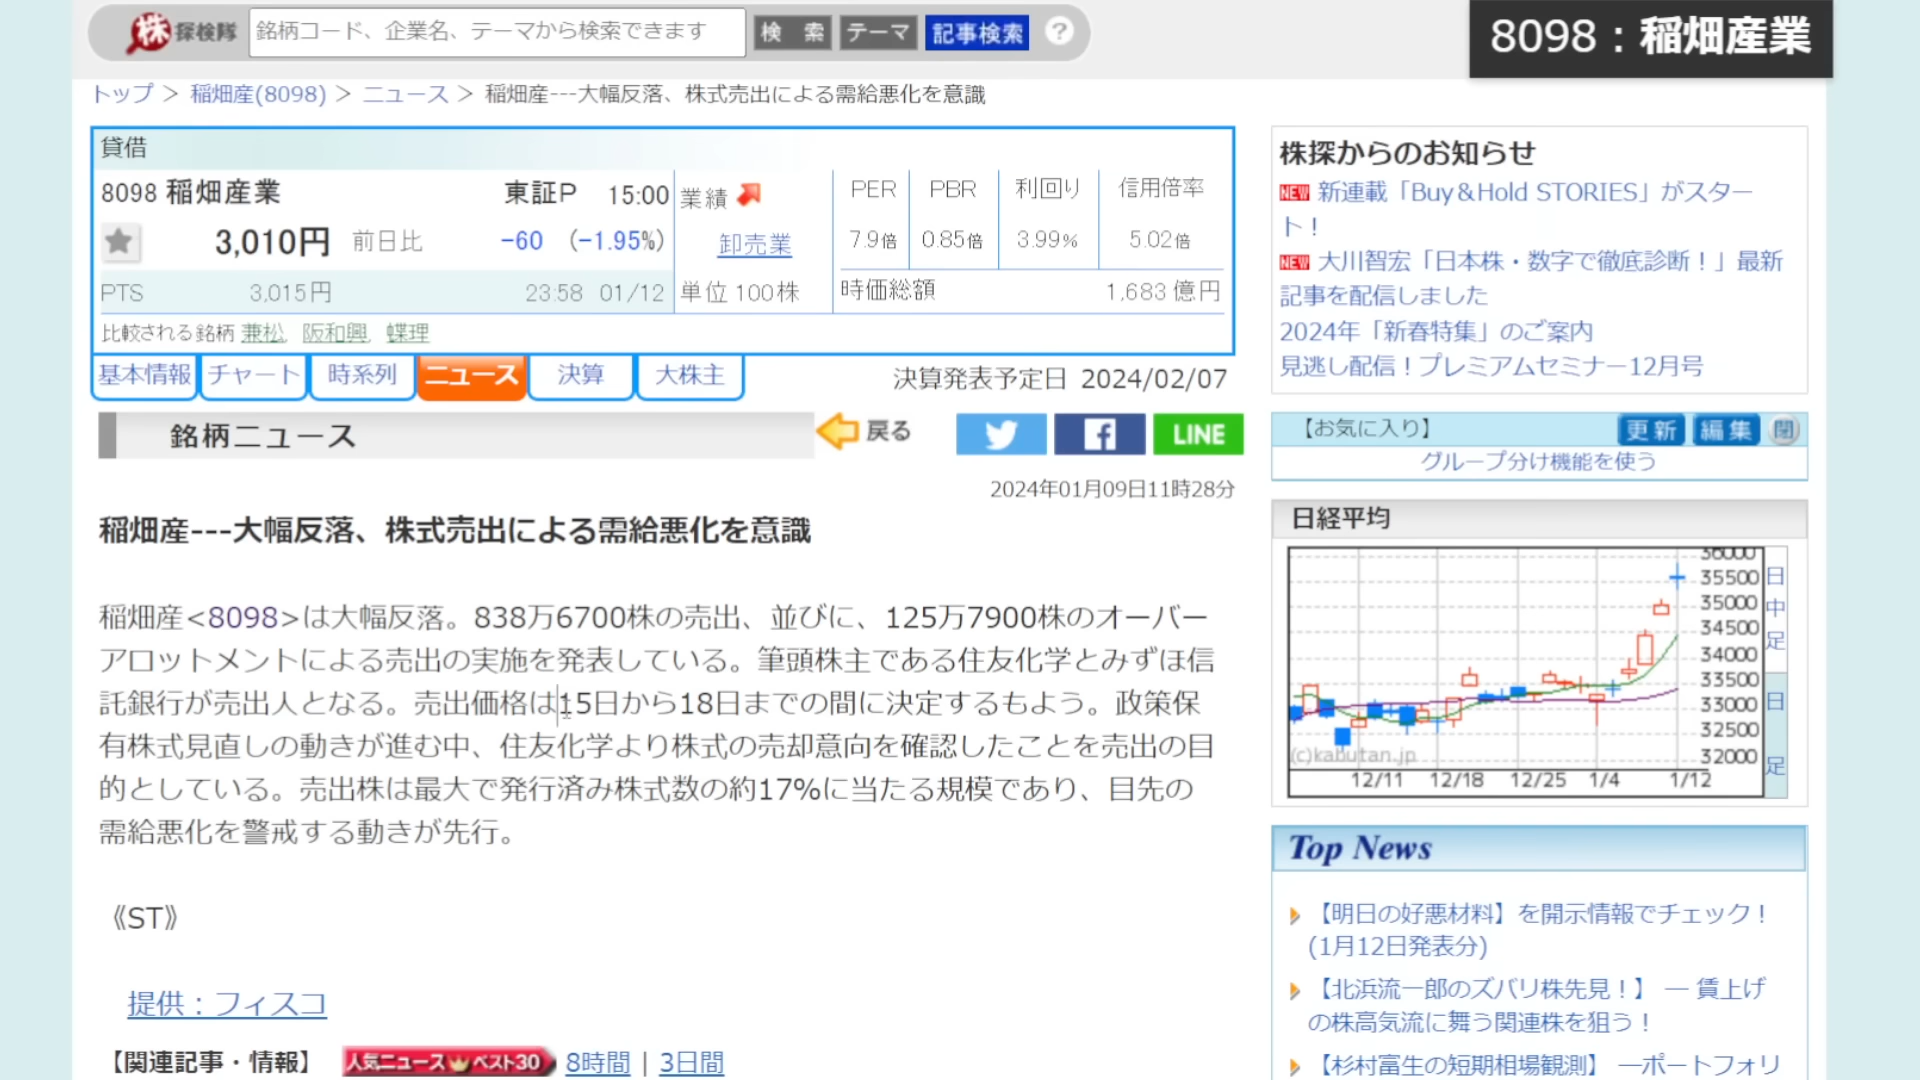 株探検隊
銘柄コード、企業名、テーマから検索できます
検 索
テーマ
記事検索
?
8098：稲畑産業
トップ > 稲畑産(8098) > ニュース > 稲畑産---大幅反落、株式売出による需給悪化を意識
貸借
8098 稲畑産業 東証P 15:00
3,010円 前日比 -60 (-1.95%)
PTS 3,015円 23:58 01/12
業績
卸売業
単位 100株
PER PBR 利回り 信用倍率
7.9倍 0.85倍 3.99% 5.02倍
時価総額 1,683億円
比較される銘柄 兼松, 阪和興, 蝶理
基本情報 チャート 時系列 ニュース 決算 大株主
決算発表予定日 2024/02/07
銘柄ニュース
戻る
LINE
2024年01月09日11時28分
稲畑産---大幅反落、株式売出による需給悪化を意識
稲畑産<8098>は大幅反落。838万6700株の売出、並びに、125万7900株のオーバー
アロットメントによる売出の実施を発表している。筆頭株主である住友化学とみずほ信
託銀行が売出人となる。売出価格は15日から18日までの間に決定するもよう。政策保
有株式見直しの動きが進む中、住友化学より株式の売却意向を確認したことを売出の目
的としている。売出株は最大で発行済み株式数の約17%に当たる規模であり、目先の
需給悪化を警戒する動きが先行。
《ST》
提供：フィスコ
【関連記事・情報】 人気ニュース ベスト30 8時間 | 3日間
株探からのお知らせ
NEW 新連載「Buy＆Hold STORIES」がスター
ト！
NEW 大川智宏「日本株・数字で徹底診断！」最新
記事を配信しました
2024年「新春特集」のご案内
見逃し配信！プレミアムセミナー12月号
【お気に入り】 更新 編集 閉
グループ分け機能を使う
日経平均
36000
35500
35000
34500
34000
33500
33000
32500
32000
(c)kabutan.jp
12/11 12/18 12/25 1/4 1/12
日中足
日足
Top News
【明日の好悪材料】を開示情報でチェック！
(1月12日発表分)
【北浜流一郎のズバリ株先見！】 ― 賃上げ
の株高気流に舞う関連株を狙う！
【杉村富生の短期相場観測】 ―ポートフォリ